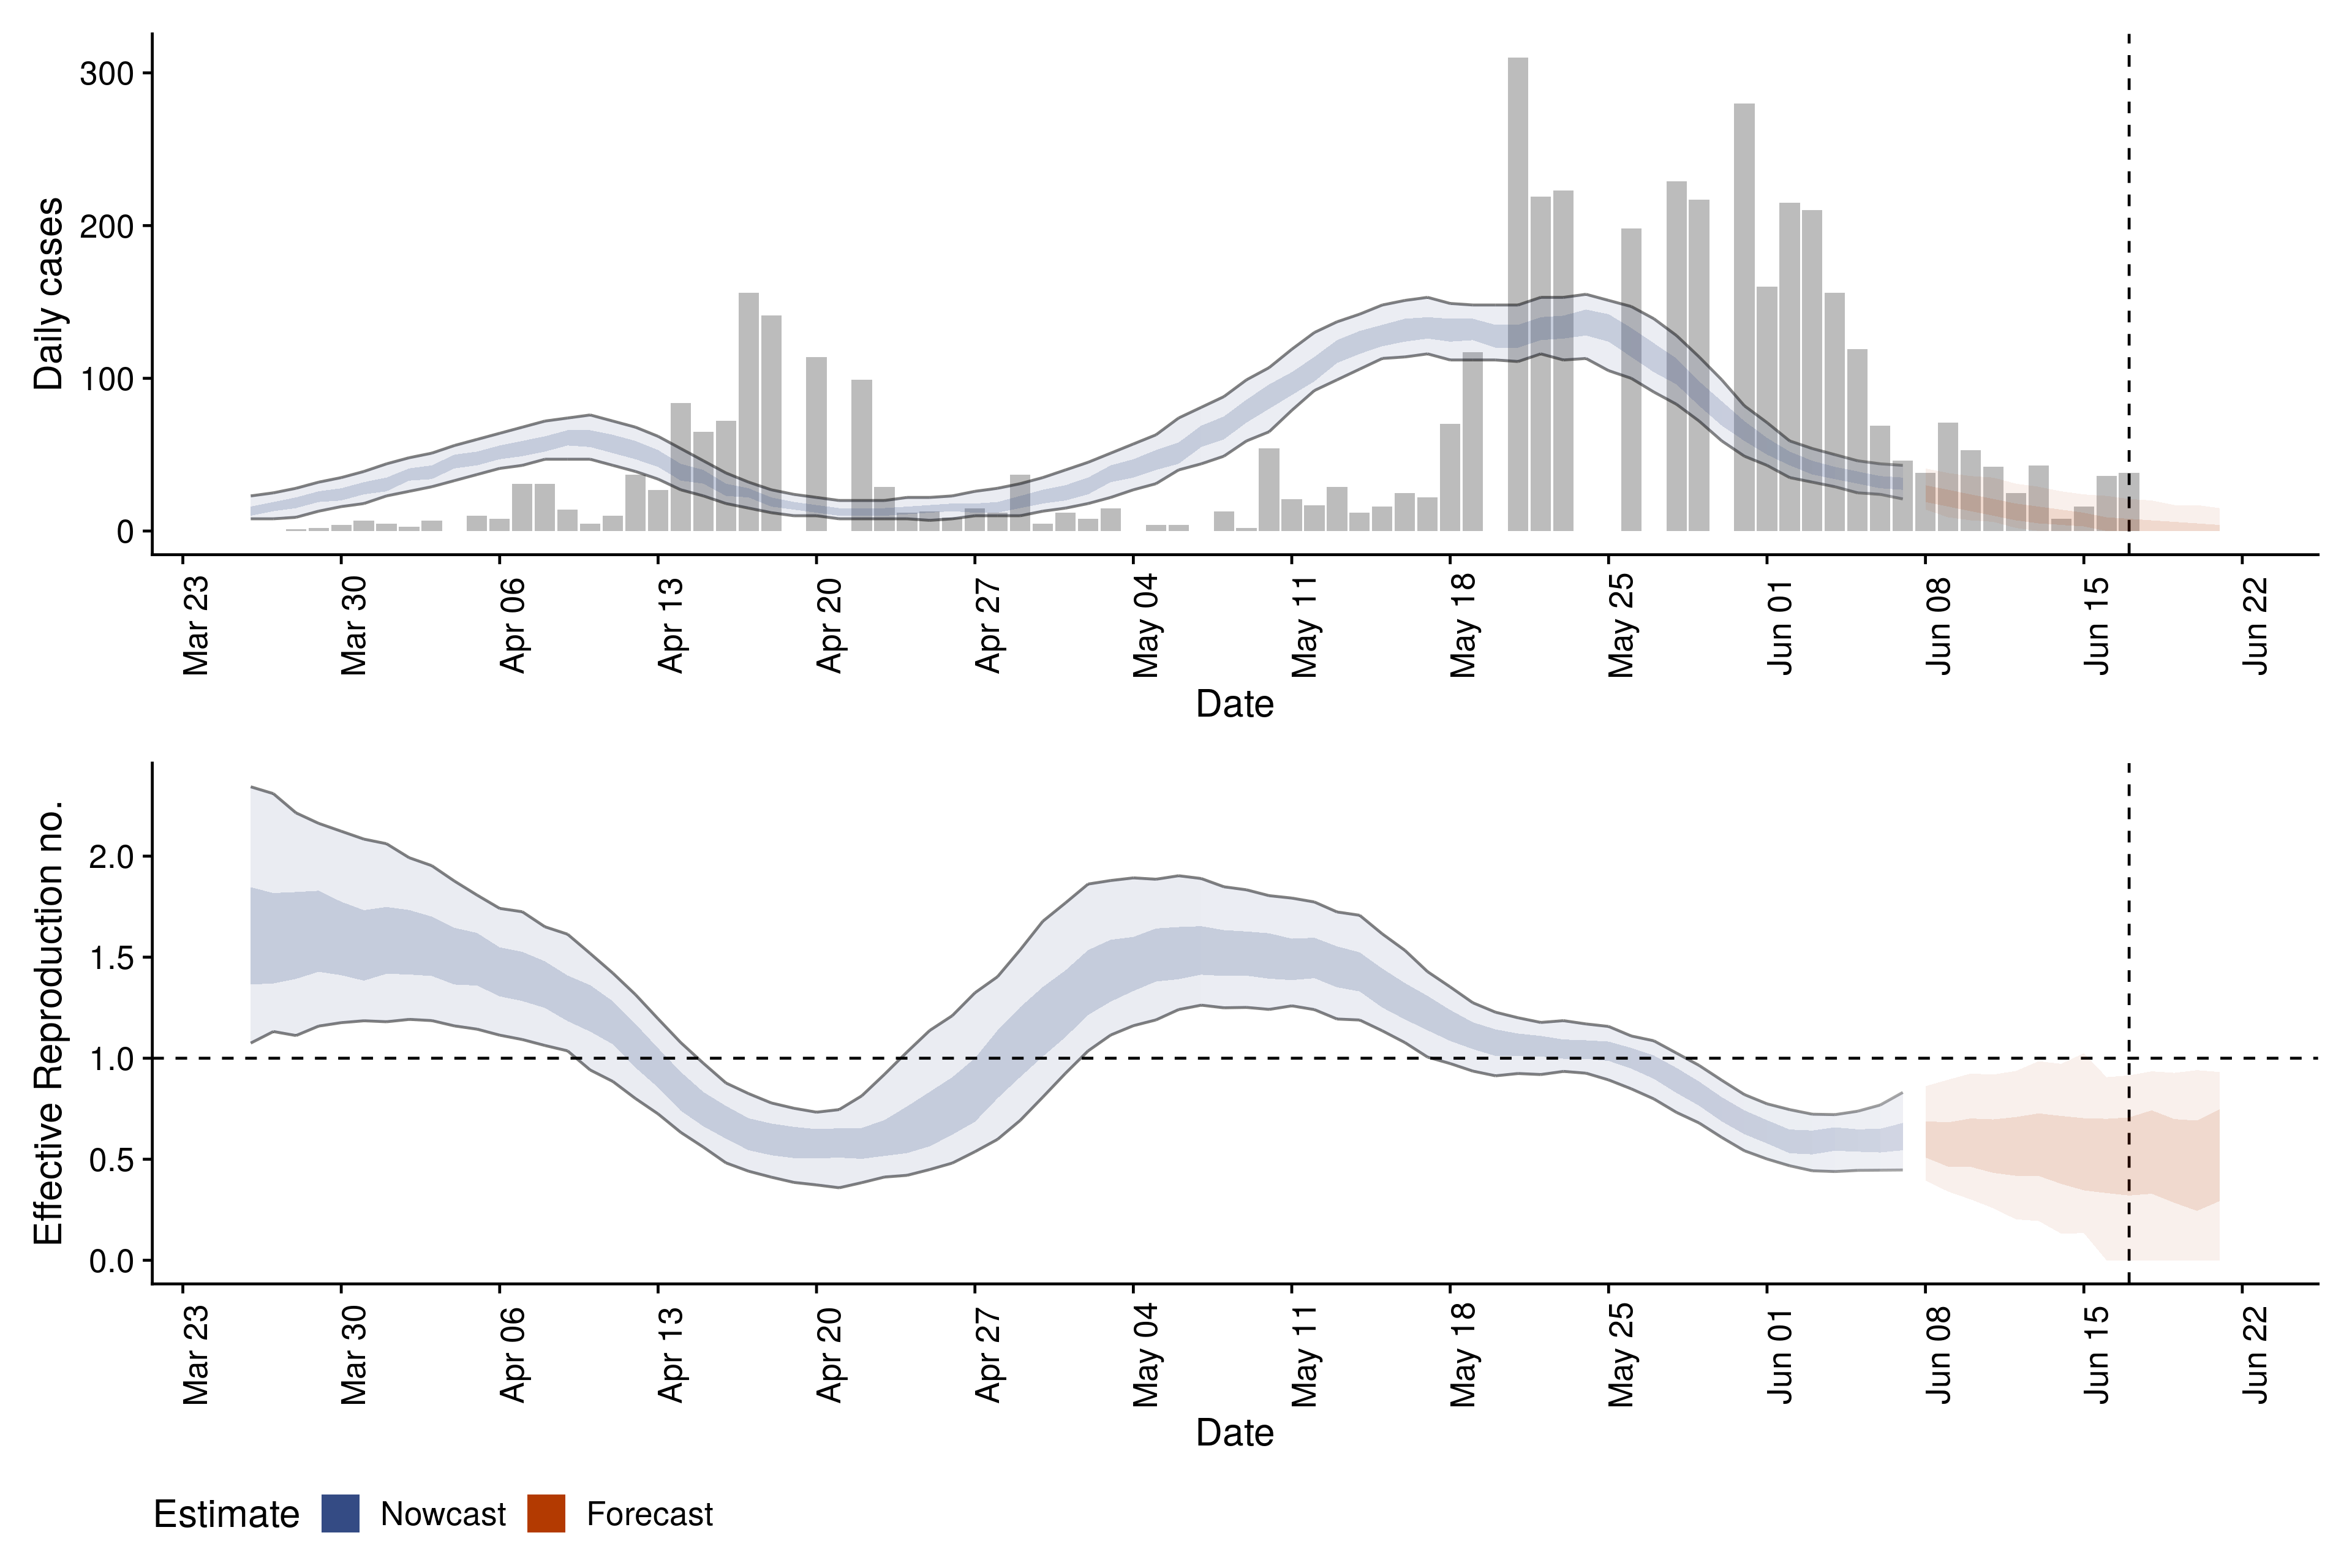 Daily cases
300
200
100
0
Mar 23
Mar 30
Apr 06
Apr 13
Apr 20
Apr 27
May 04
May 11
May 18
May 25
Jun 01
Jun 08
Jun 15
Jun 22
Date
Effective Reproduction no.
2.0
1.5
1.0
0.5
0.0
Mar 23
Mar 30
Apr 06
Apr 13
Apr 20
Apr 27
May 04
May 11
May 18
May 25
Jun 01
Jun 08
Jun 15
Jun 22
Date
Estimate Nowcast Forecast